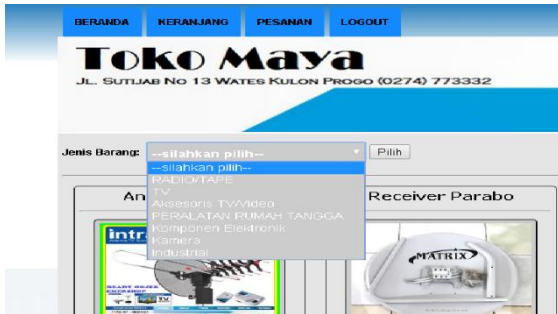 BERANDA KERANJANG PESANAN LOGOUT
Toko Maya
JL. SUTIJAB NO 13 WATES KULON PROGO (0274) 773332
Jenis Barang: --silahkan pilih-- Pilih
--silahkan pilih--
RADIO/TAPE
TV
Aksesoris TV/Video
PERALATAN RUMAH TANGGA
Komponen Elektronik
Kamera
Industrial
An Receiver Parabo
intr
MATRIX
TV